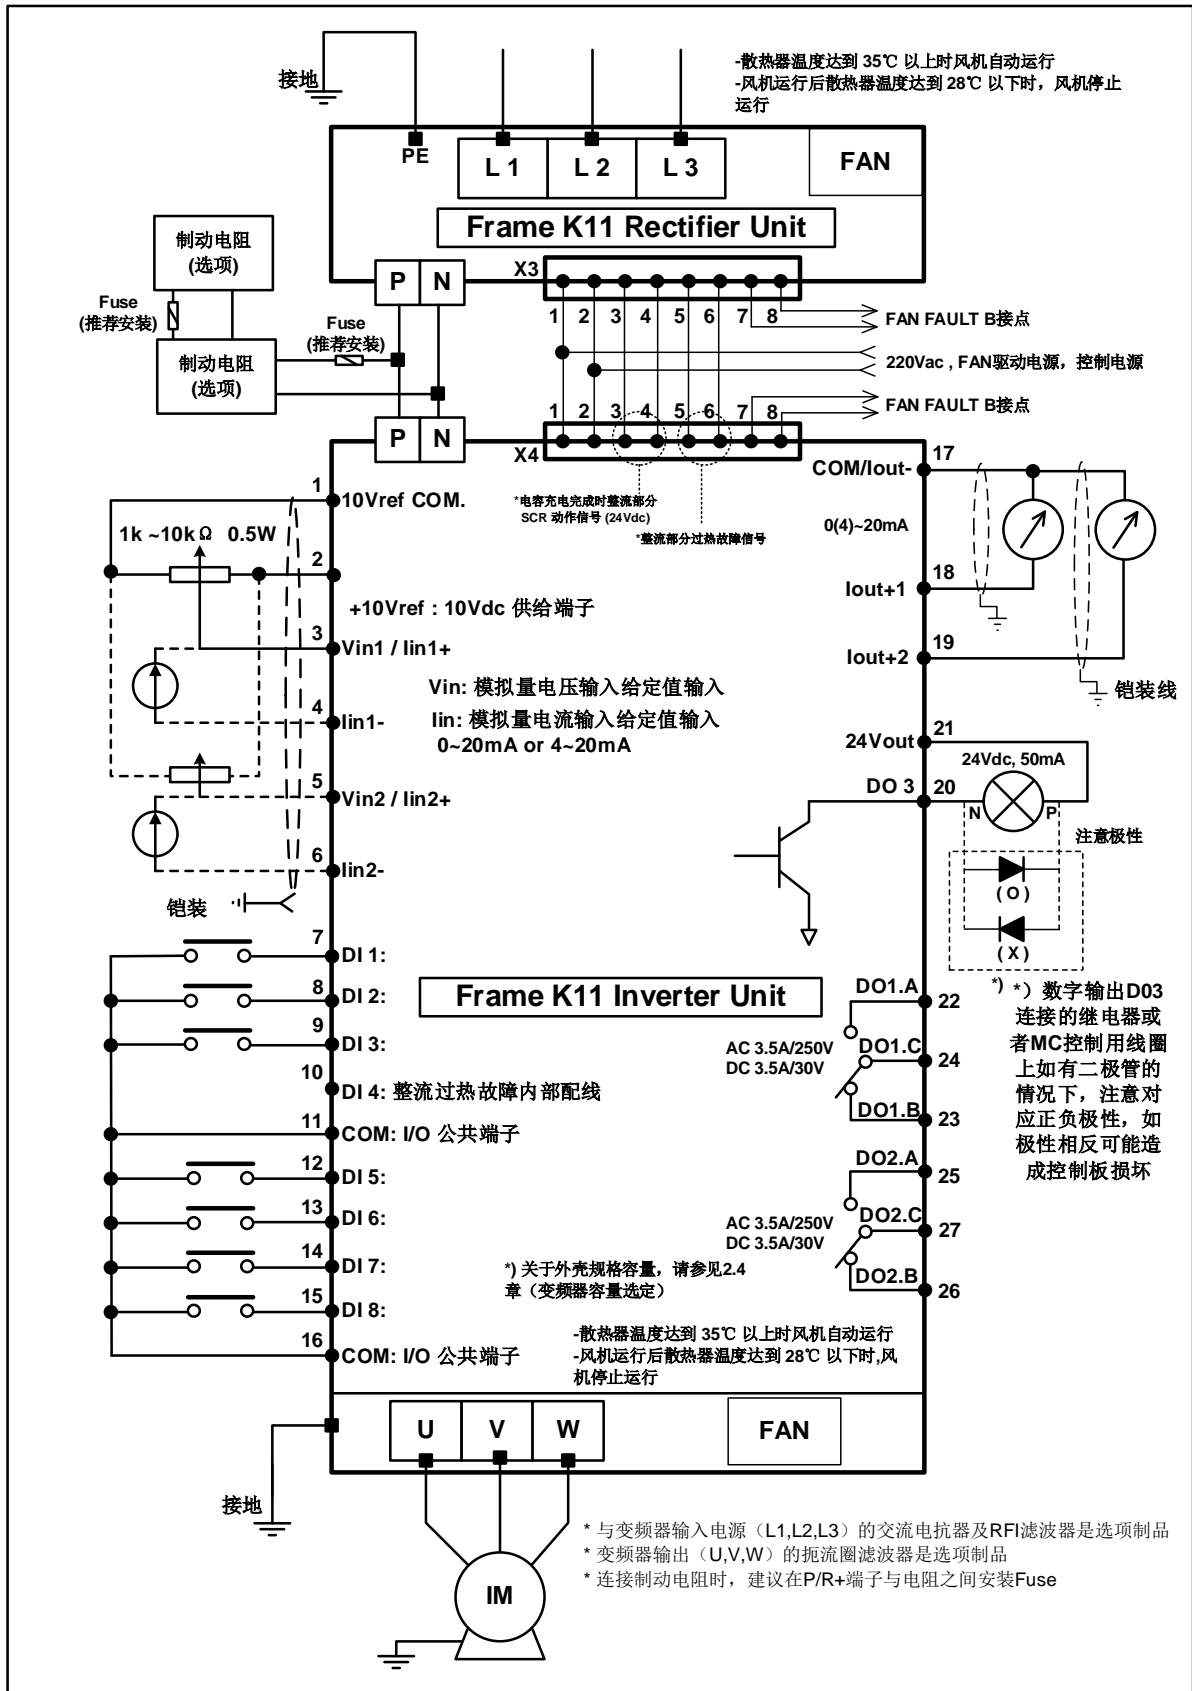 接地
-散热器温度达到 35℃ 以上时风机自动运行
-风机运行后散热器温度达到 28℃ 以下时，风机停止
运行
PE
L 1
L 2
L 3
FAN
Frame K11 Rectifier Unit
制动电阻
(选项)
P
N
X3
Fuse
(推荐安装)
1
2
3
4
5
6
7
8
FAN FAULT B接点
Fuse
(推荐安装)
制动电阻
(选项)
220Vac , FAN驱动电源，控制电源
1
2
3
4
5
6
7
8
FAN FAULT B接点
P
N
X4
17
COM/Iout-
1
10Vref COM.
*电容充电完成时整流部分
SCR 动作信号 (24Vdc)
*整流部分过热故障信号
0(4)~20mA
1k ~10kΩ 0.5W
2
18
Iout+1
+10Vref : 10Vdc 供给端子
3
Vin1 / Iin1+
19
Iout+2
Vin: 模拟量电压输入给定值输入
铠装线
4
Iin1-
Iin: 模拟量电流输入给定值输入
0~20mA or 4~20mA
21
24Vout
24Vdc, 50mA
5
Vin2 / Iin2+
DO 3
20
N
P
注意极性
6
Iin2-
( O )
铠装
( X )
7
DI 1:
8
DI 2:
Frame K11 Inverter Unit
DO1.A
22
*)
*）数字输出D03
连接的继电器或
者MC控制用线圈
上如有二极管的
情况下，注意对
应正负极性，如
极性相反可能造
成控制板损坏
9
DI 3:
AC 3.5A/250V
DC 3.5A/30V
DO1.C
24
10
DI 4: 整流过热故障内部配线
DO1.B
23
11
COM: I/O 公共端子
12
DI 5:
DO2.A
25
13
DI 6:
AC 3.5A/250V
DC 3.5A/30V
DO2.C
27
14
DI 7:
*) 关于外壳规格容量，请参见2.4
章（变频器容量选定）
DO2.B
26
15
DI 8:
16
COM: I/O 公共端子
-散热器温度达到 35℃ 以上时风机自动运行
-风机运行后散热器温度达到 28℃ 以下时,风
机停止运行
U
V
W
FAN
接地
* 与变频器输入电源（L1,L2,L3）的交流电抗器及RFI滤波器是选项制品
* 变频器输出（U,V,W）的扼流圈滤波器是选项制品
* 连接制动电阻时，建议在P/R+端子与电阻之间安装Fuse
IM